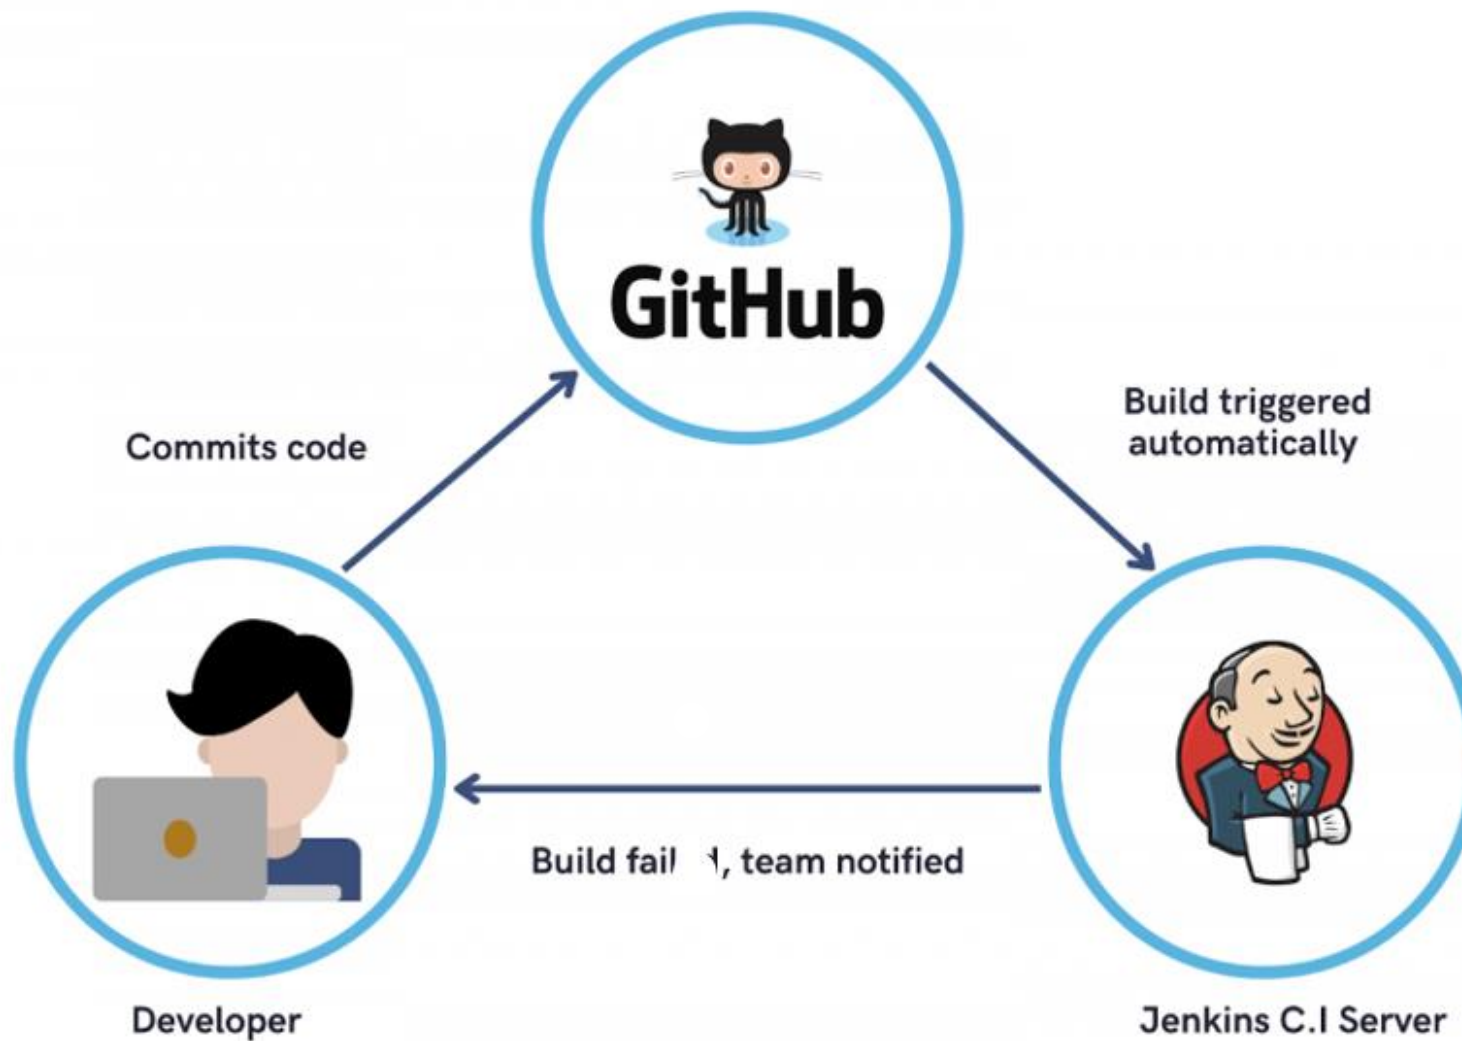 GitHub
Commits code
Build triggered
automatically
Build , team notified
Developer
Jenkins C.I Server